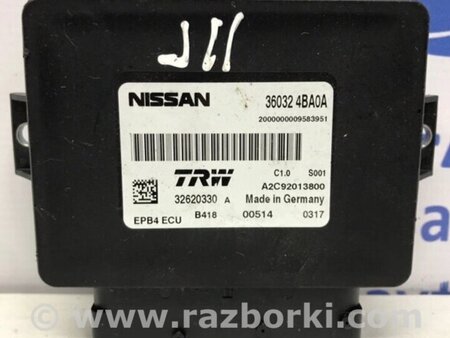 NISSAN 36032 4BA0A
2000000009583951
TRW C1.0 S001
A2C92013800
32620330 A Made in Germany
EPB4 ECU B418 00514 0317
www.razborki.com